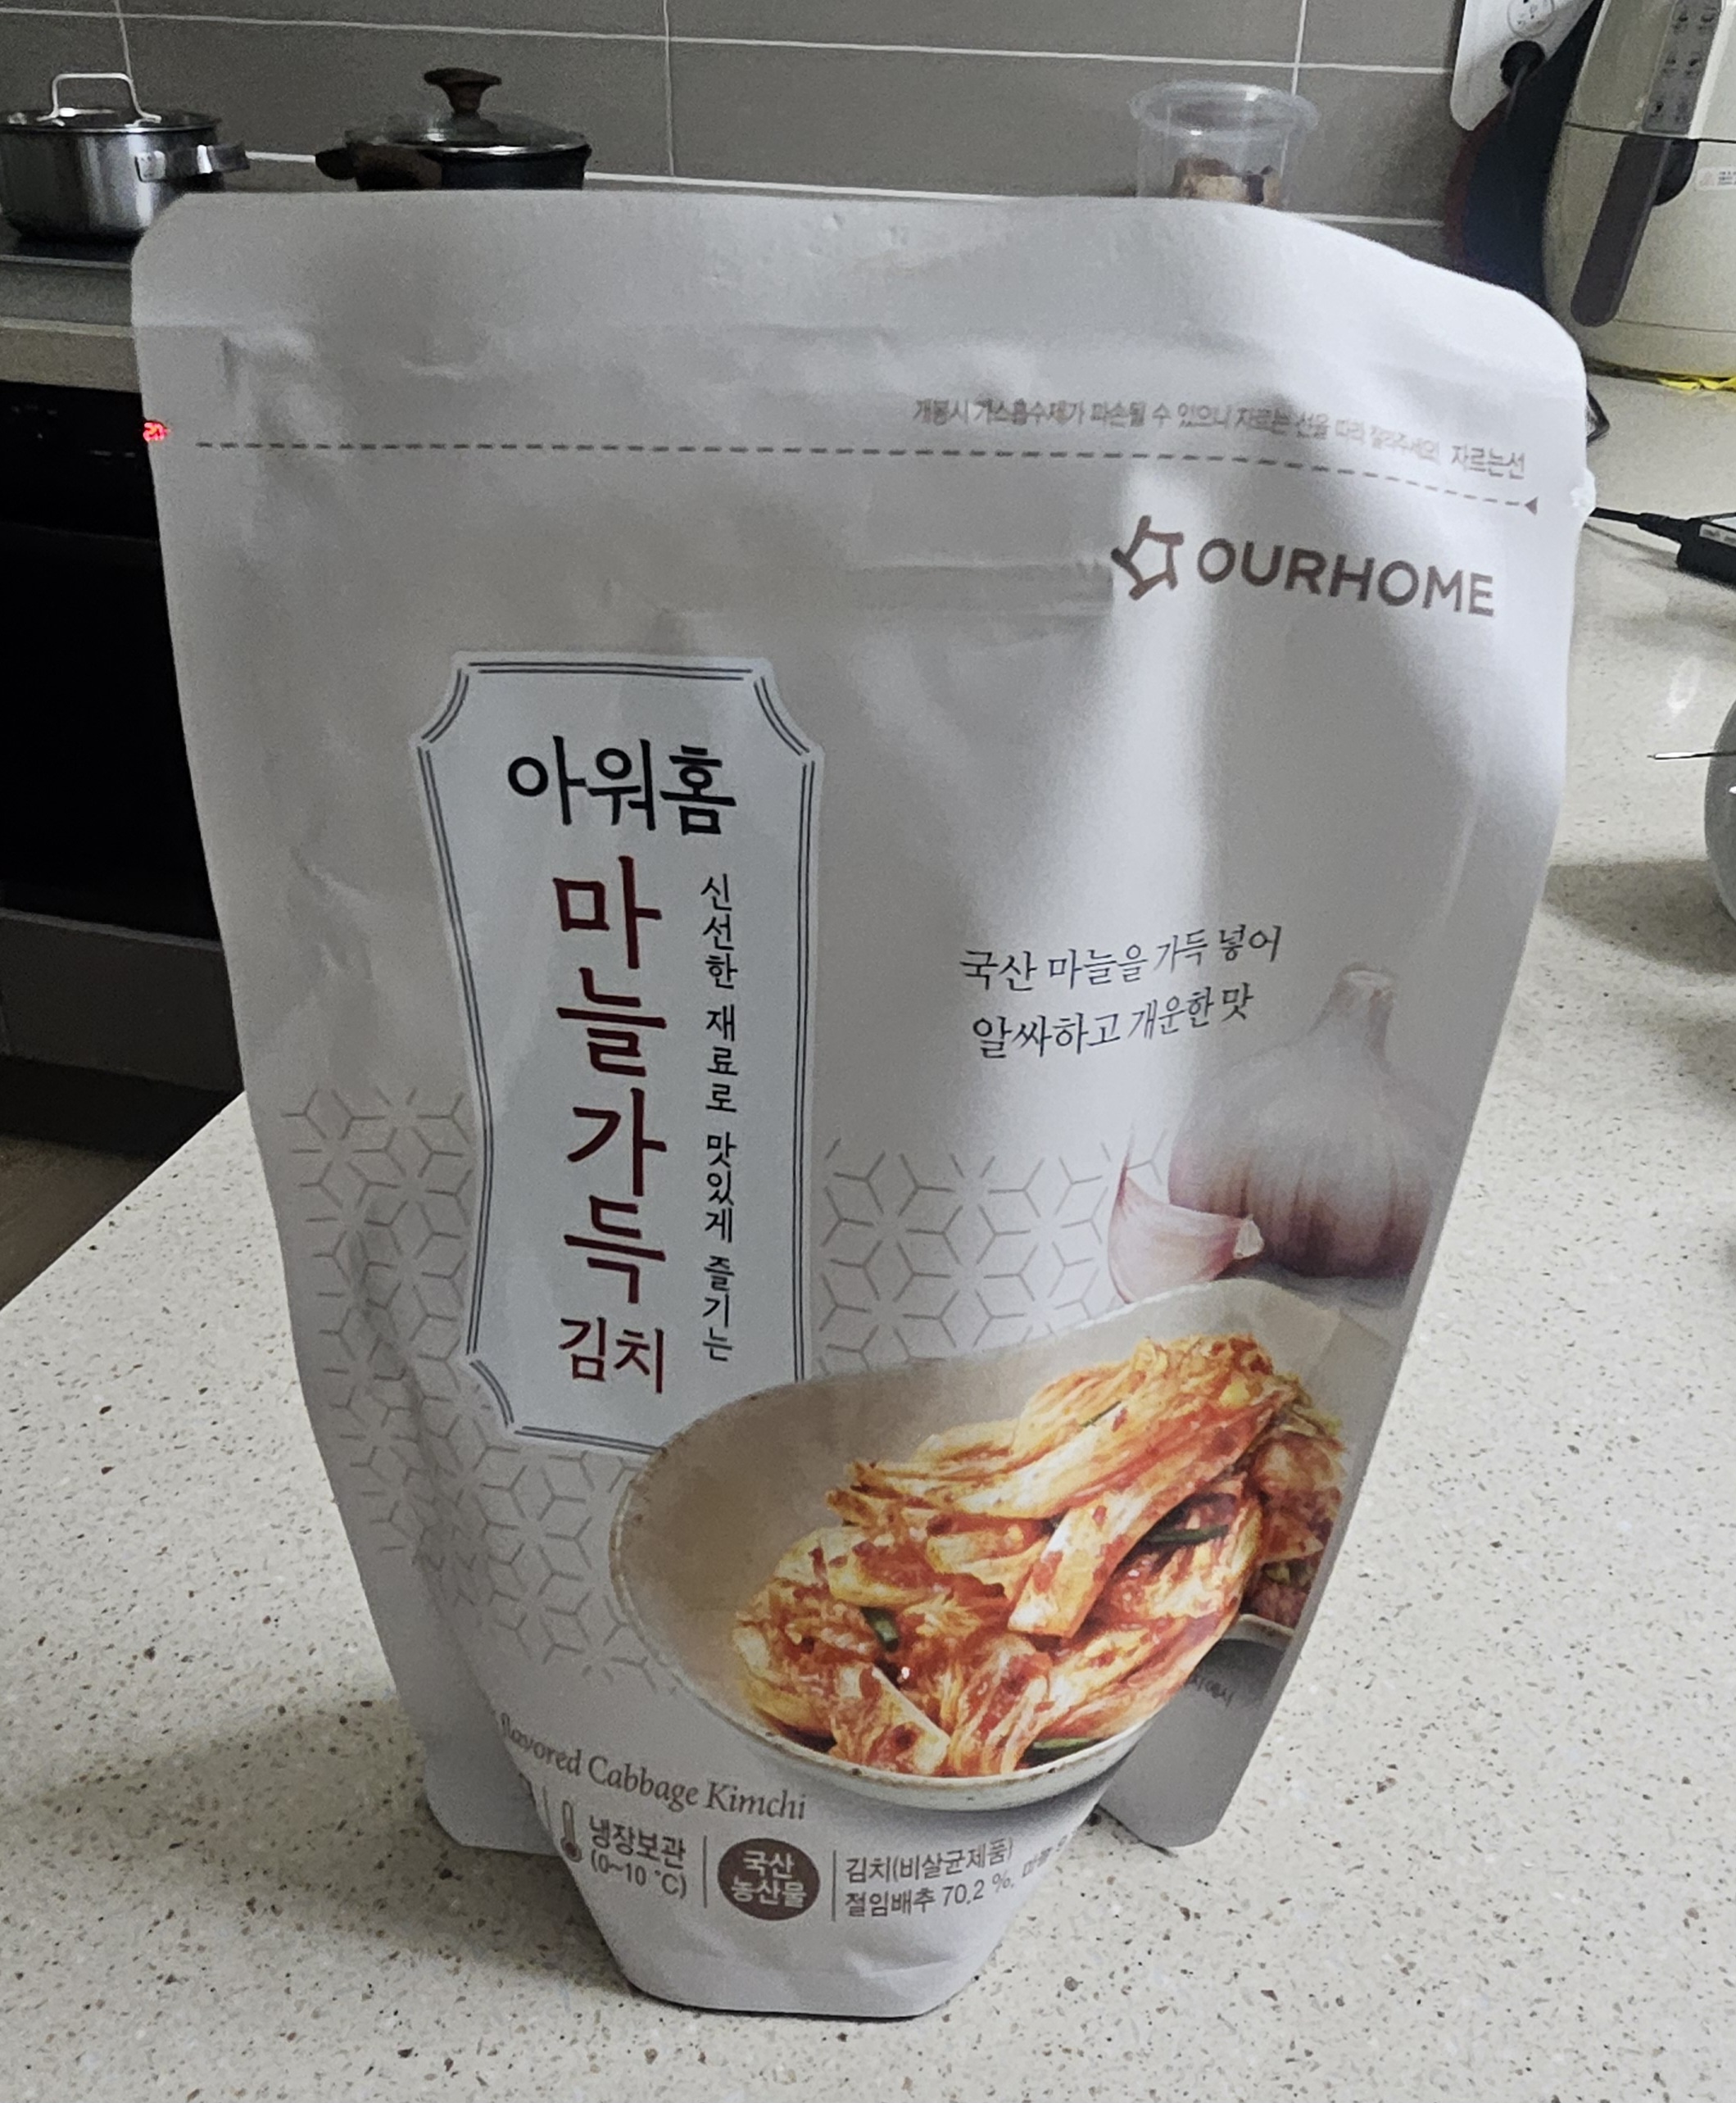 개봉시 가스흡수제가 파손될 수 있으니 자르는 선을 따라 잘라주세요! 자르는선
OURHOME
아워홈
마늘가득
김치
신선한 재료로 맛있게 즐기는
국산 마늘을 가득 넣어
알싸하고 개운한 맛
flavored Cabbage Kimchi
냉장보관
(0~10 °C)
국산
농산물
김치(비살균제품)
절임배추 70.2 %,